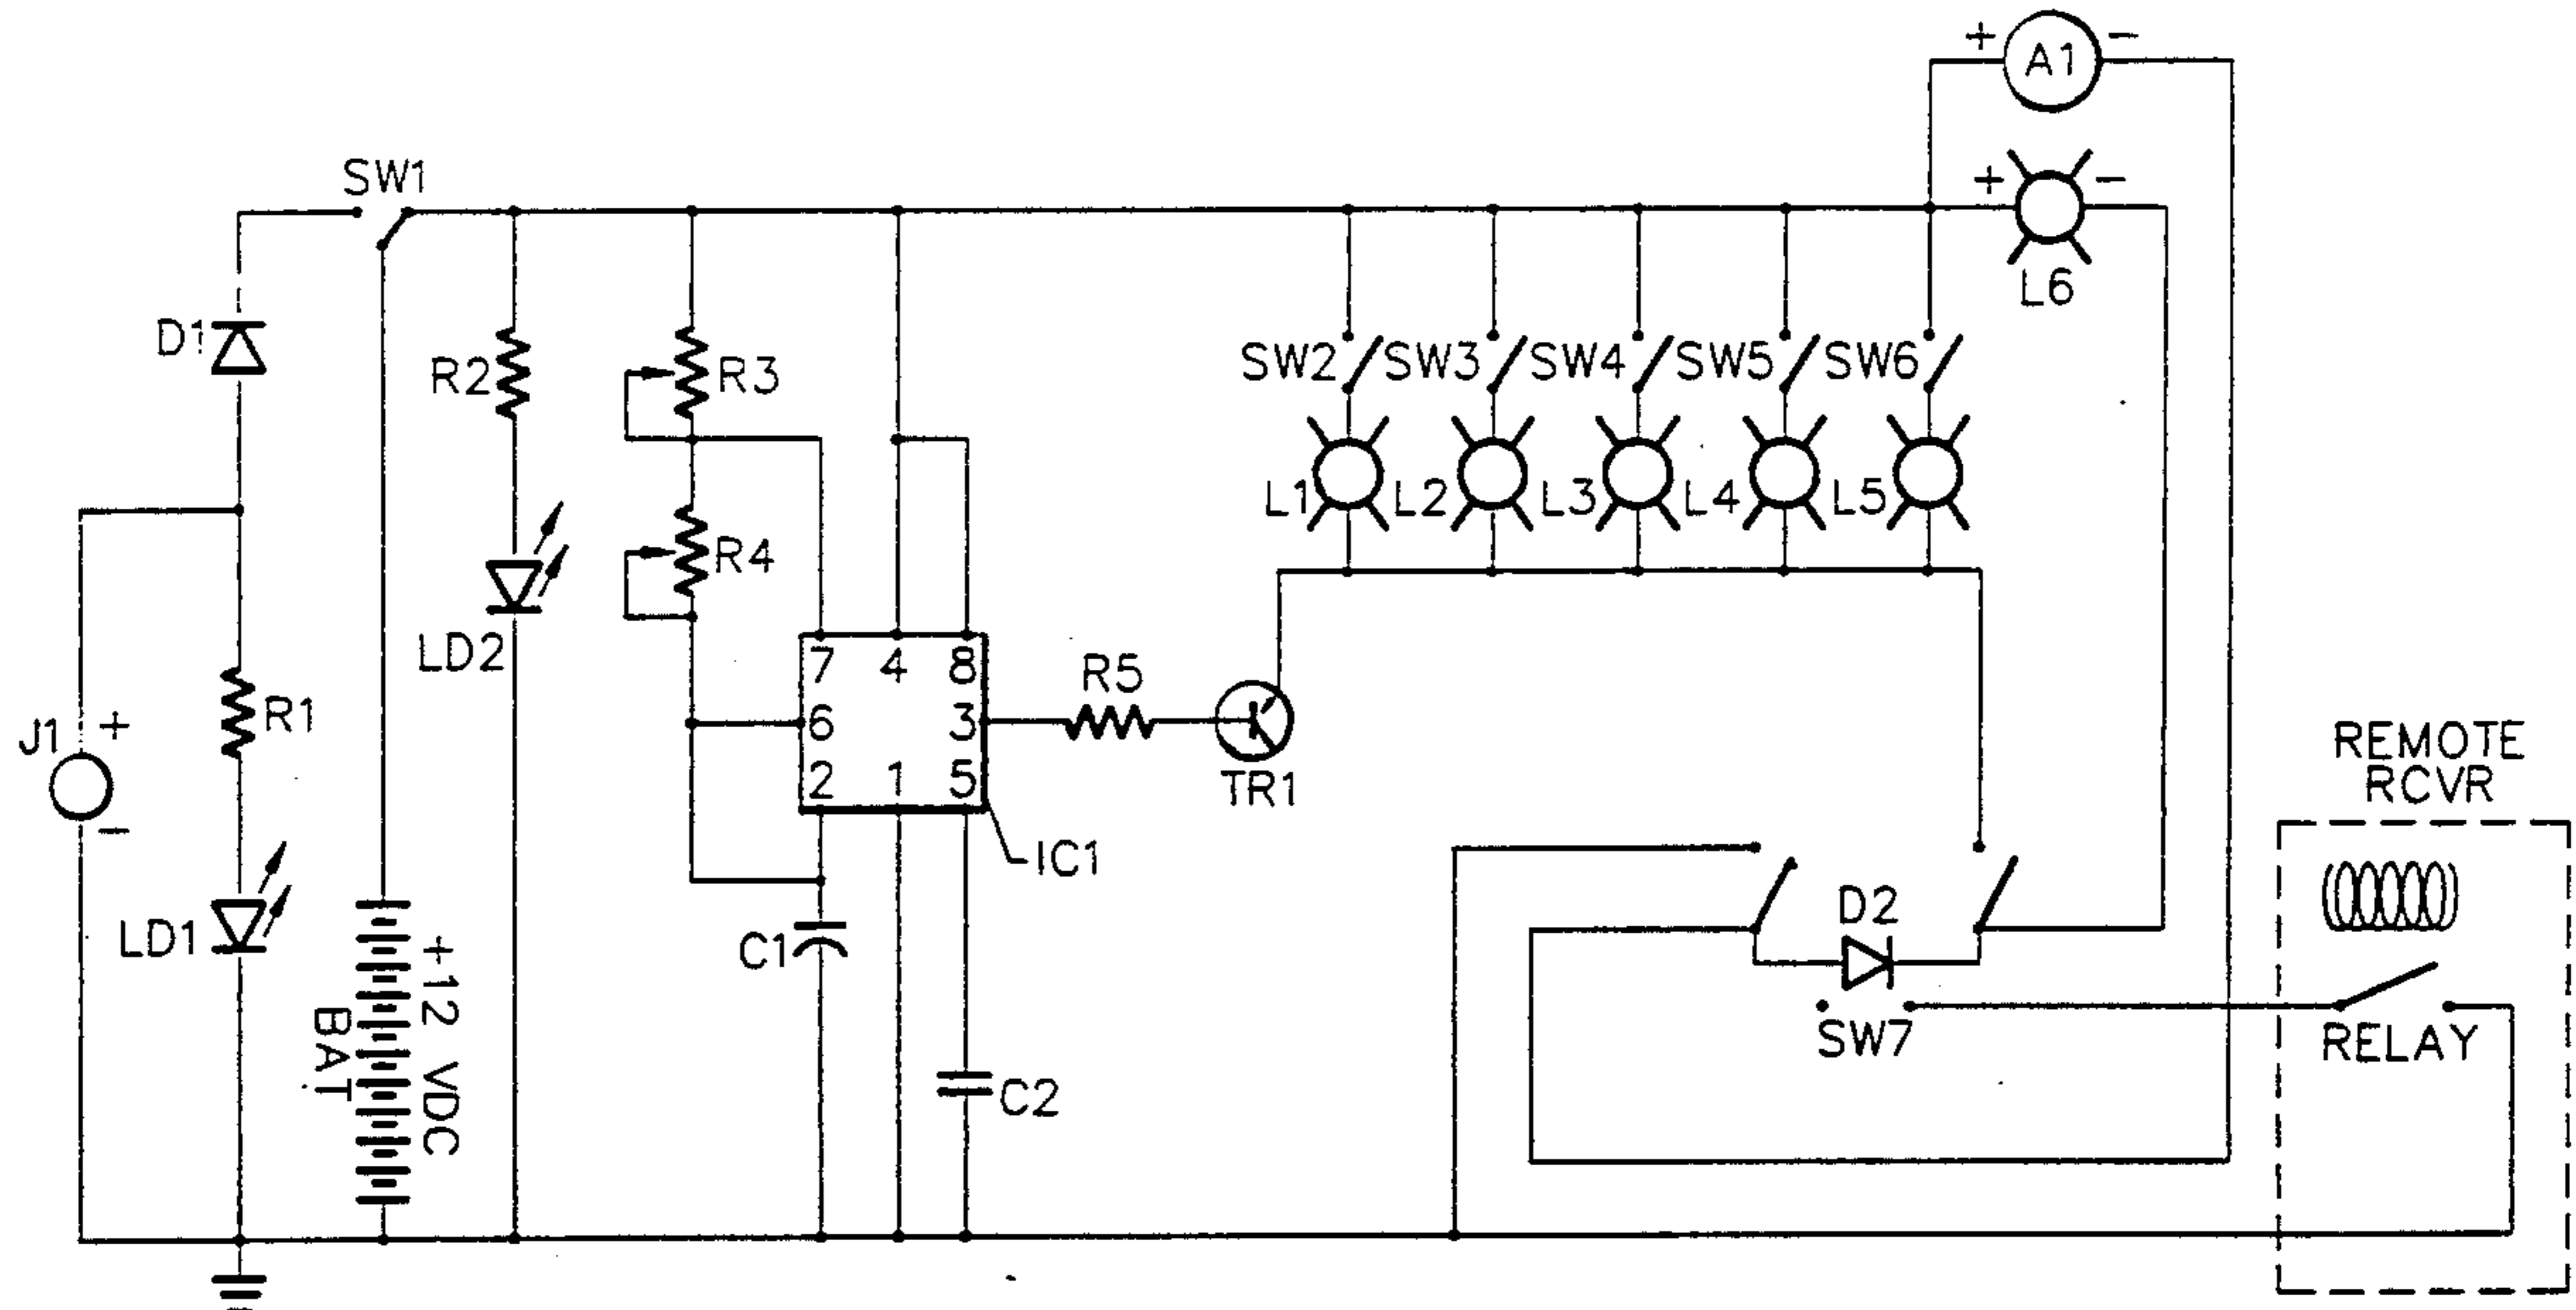 + A1 -
SW1
+ -
L6
D1
R2
R3
SW2 SW3 SW4 SW5 SW6
L1 L2 L3 L4 L5
R4
LD2
7 4 8
R5
6 3
2 1 5
TR1
R1
J1 +
-
REMOTE
RCVR
IC1
LD1
C1
D2
+12 VDC
BAT
SW7
RELAY
C2